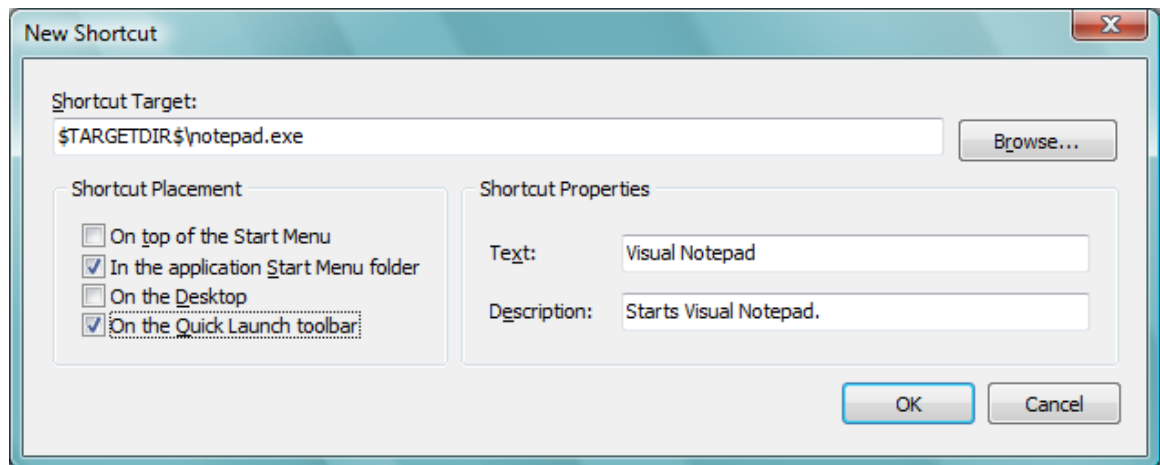 New Shortcut
Shortcut Target:
$TARGETDIR$\notepad.exe
Browse...
Shortcut Placement
On top of the Start Menu
In the application Start Menu folder
On the Desktop
On the Quick Launch toolbar
Shortcut Properties
Text:
Visual Notepad
Description:
Starts Visual Notepad.
OK
Cancel